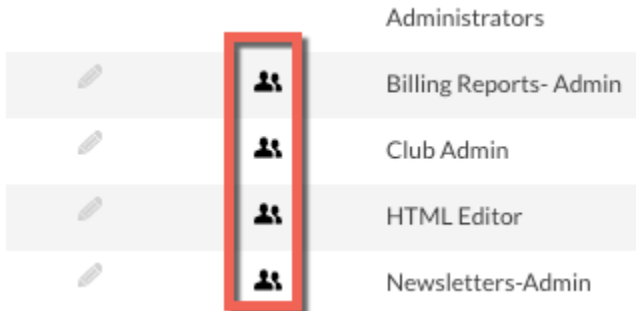 Administrators
Billing Reports- Admin
Club Admin
HTML Editor
Newsletters-Admin